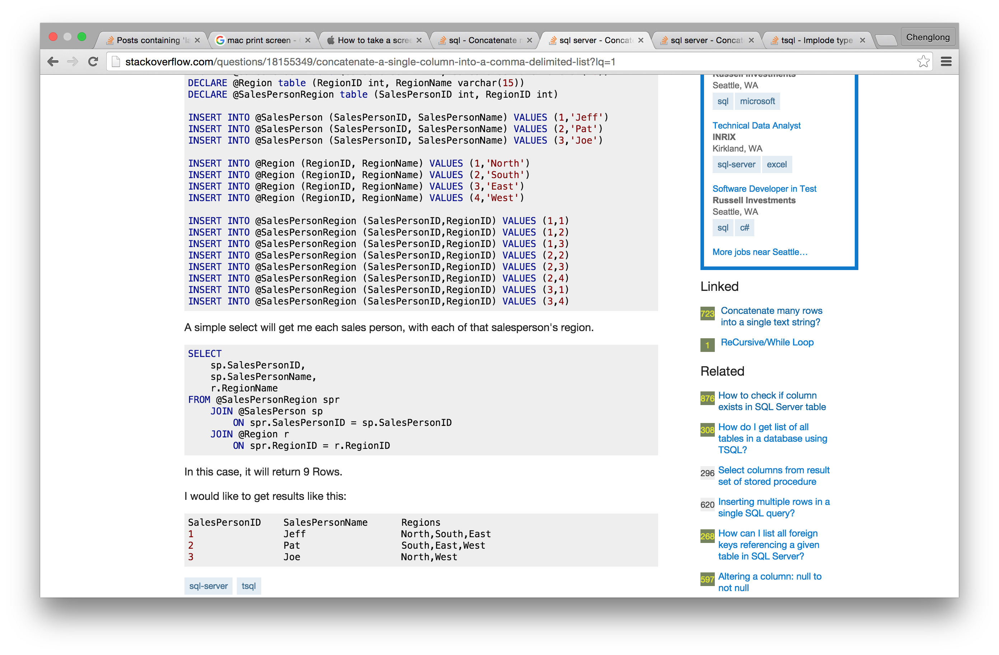 Posts containing 'la
mac print screen -
How to take a scree
sql - Concatenate
sql server - Concat
sql server - Concat
tsql - Implode type
Chenglong
stackoverflow.com/questions/18155349/concatenate-a-single-column-into-a-comma-delimited-list?lq=1
DECLARE @Region table (RegionID int, RegionName varchar(15))
DECLARE @SalesPersonRegion table (SalesPersonID int, RegionID int)
INSERT INTO @SalesPerson (SalesPersonID, SalesPersonName) VALUES (1,'Jeff')
INSERT INTO @SalesPerson (SalesPersonID, SalesPersonName) VALUES (2,'Pat')
INSERT INTO @SalesPerson (SalesPersonID, SalesPersonName) VALUES (3,'Joe')
INSERT INTO @Region (RegionID, RegionName) VALUES (1,'North')
INSERT INTO @Region (RegionID, RegionName) VALUES (2,'South')
INSERT INTO @Region (RegionID, RegionName) VALUES (3,'East')
INSERT INTO @Region (RegionID, RegionName) VALUES (4,'West')
INSERT INTO @SalesPersonRegion (SalesPersonID,RegionID) VALUES (1,1)
INSERT INTO @SalesPersonRegion (SalesPersonID,RegionID) VALUES (1,2)
INSERT INTO @SalesPersonRegion (SalesPersonID,RegionID) VALUES (1,3)
INSERT INTO @SalesPersonRegion (SalesPersonID,RegionID) VALUES (2,2)
INSERT INTO @SalesPersonRegion (SalesPersonID,RegionID) VALUES (2,3)
INSERT INTO @SalesPersonRegion (SalesPersonID,RegionID) VALUES (2,4)
INSERT INTO @SalesPersonRegion (SalesPersonID,RegionID) VALUES (3,1)
INSERT INTO @SalesPersonRegion (SalesPersonID,RegionID) VALUES (3,4)
A simple select will get me each sales person, with each of that salesperson's region.
SELECT
sp.SalesPersonID,
sp.SalesPersonName,
r.RegionName
FROM @SalesPersonRegion spr
JOIN @SalesPerson sp
ON spr.SalesPersonID = sp.SalesPersonID
JOIN @Region r
ON spr.RegionID = r.RegionID
In this case, it will return 9 Rows.
I would like to get results like this:
SalesPersonID SalesPersonName Regions
1 Jeff North,South,East
2 Pat South,East,West
3 Joe North,West
sql-server tsql
Russell Investments
Seattle, WA
sql microsoft
Technical Data Analyst
INRIX
Kirkland, WA
sql-server excel
Software Developer in Test
Russell Investments
Seattle, WA
sql c#
More jobs near Seattle…
Linked
723 Concatenate many rows
into a single text string?
1 ReCursive/While Loop
Related
876 How to check if column
exists in SQL Server table
308 How do I get list of all
tables in a database using
TSQL?
296 Select columns from result
set of stored procedure
620 Inserting multiple rows in a
single SQL query?
268 How can I list all foreign
keys referencing a given
table in SQL Server?
597 Altering a column: null to
not null